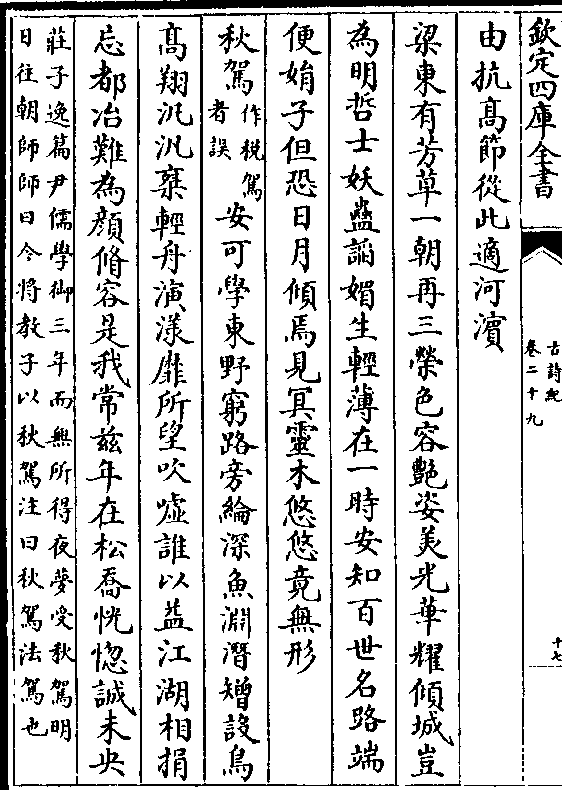 欽定四庫全書
古詩紀
卷二十九
十七
由抗髙節從此適河濵
梁東有芳草一朝再三榮色容艷姿美光華耀傾城豈
為明哲士妖蠱謟媚生輕薄在一時安知百世名路端
便娟子但恐日月傾焉見冥靈木悠悠竟無形
秋駕作税駕者誤安可學東野窮路旁綸深魚淵潛矰設鳥
髙翔汎汎乗輕舟演漾靡所望吹嘘誰以益江湖相捐
忘都冶難為顔脩容是我常兹年在松喬恍惚誠未央
莊子逸篇尹儒學御三年而無所得夜夢受秋駕明
日往朝師師曰今將教子以秋駕注曰秋駕法駕也